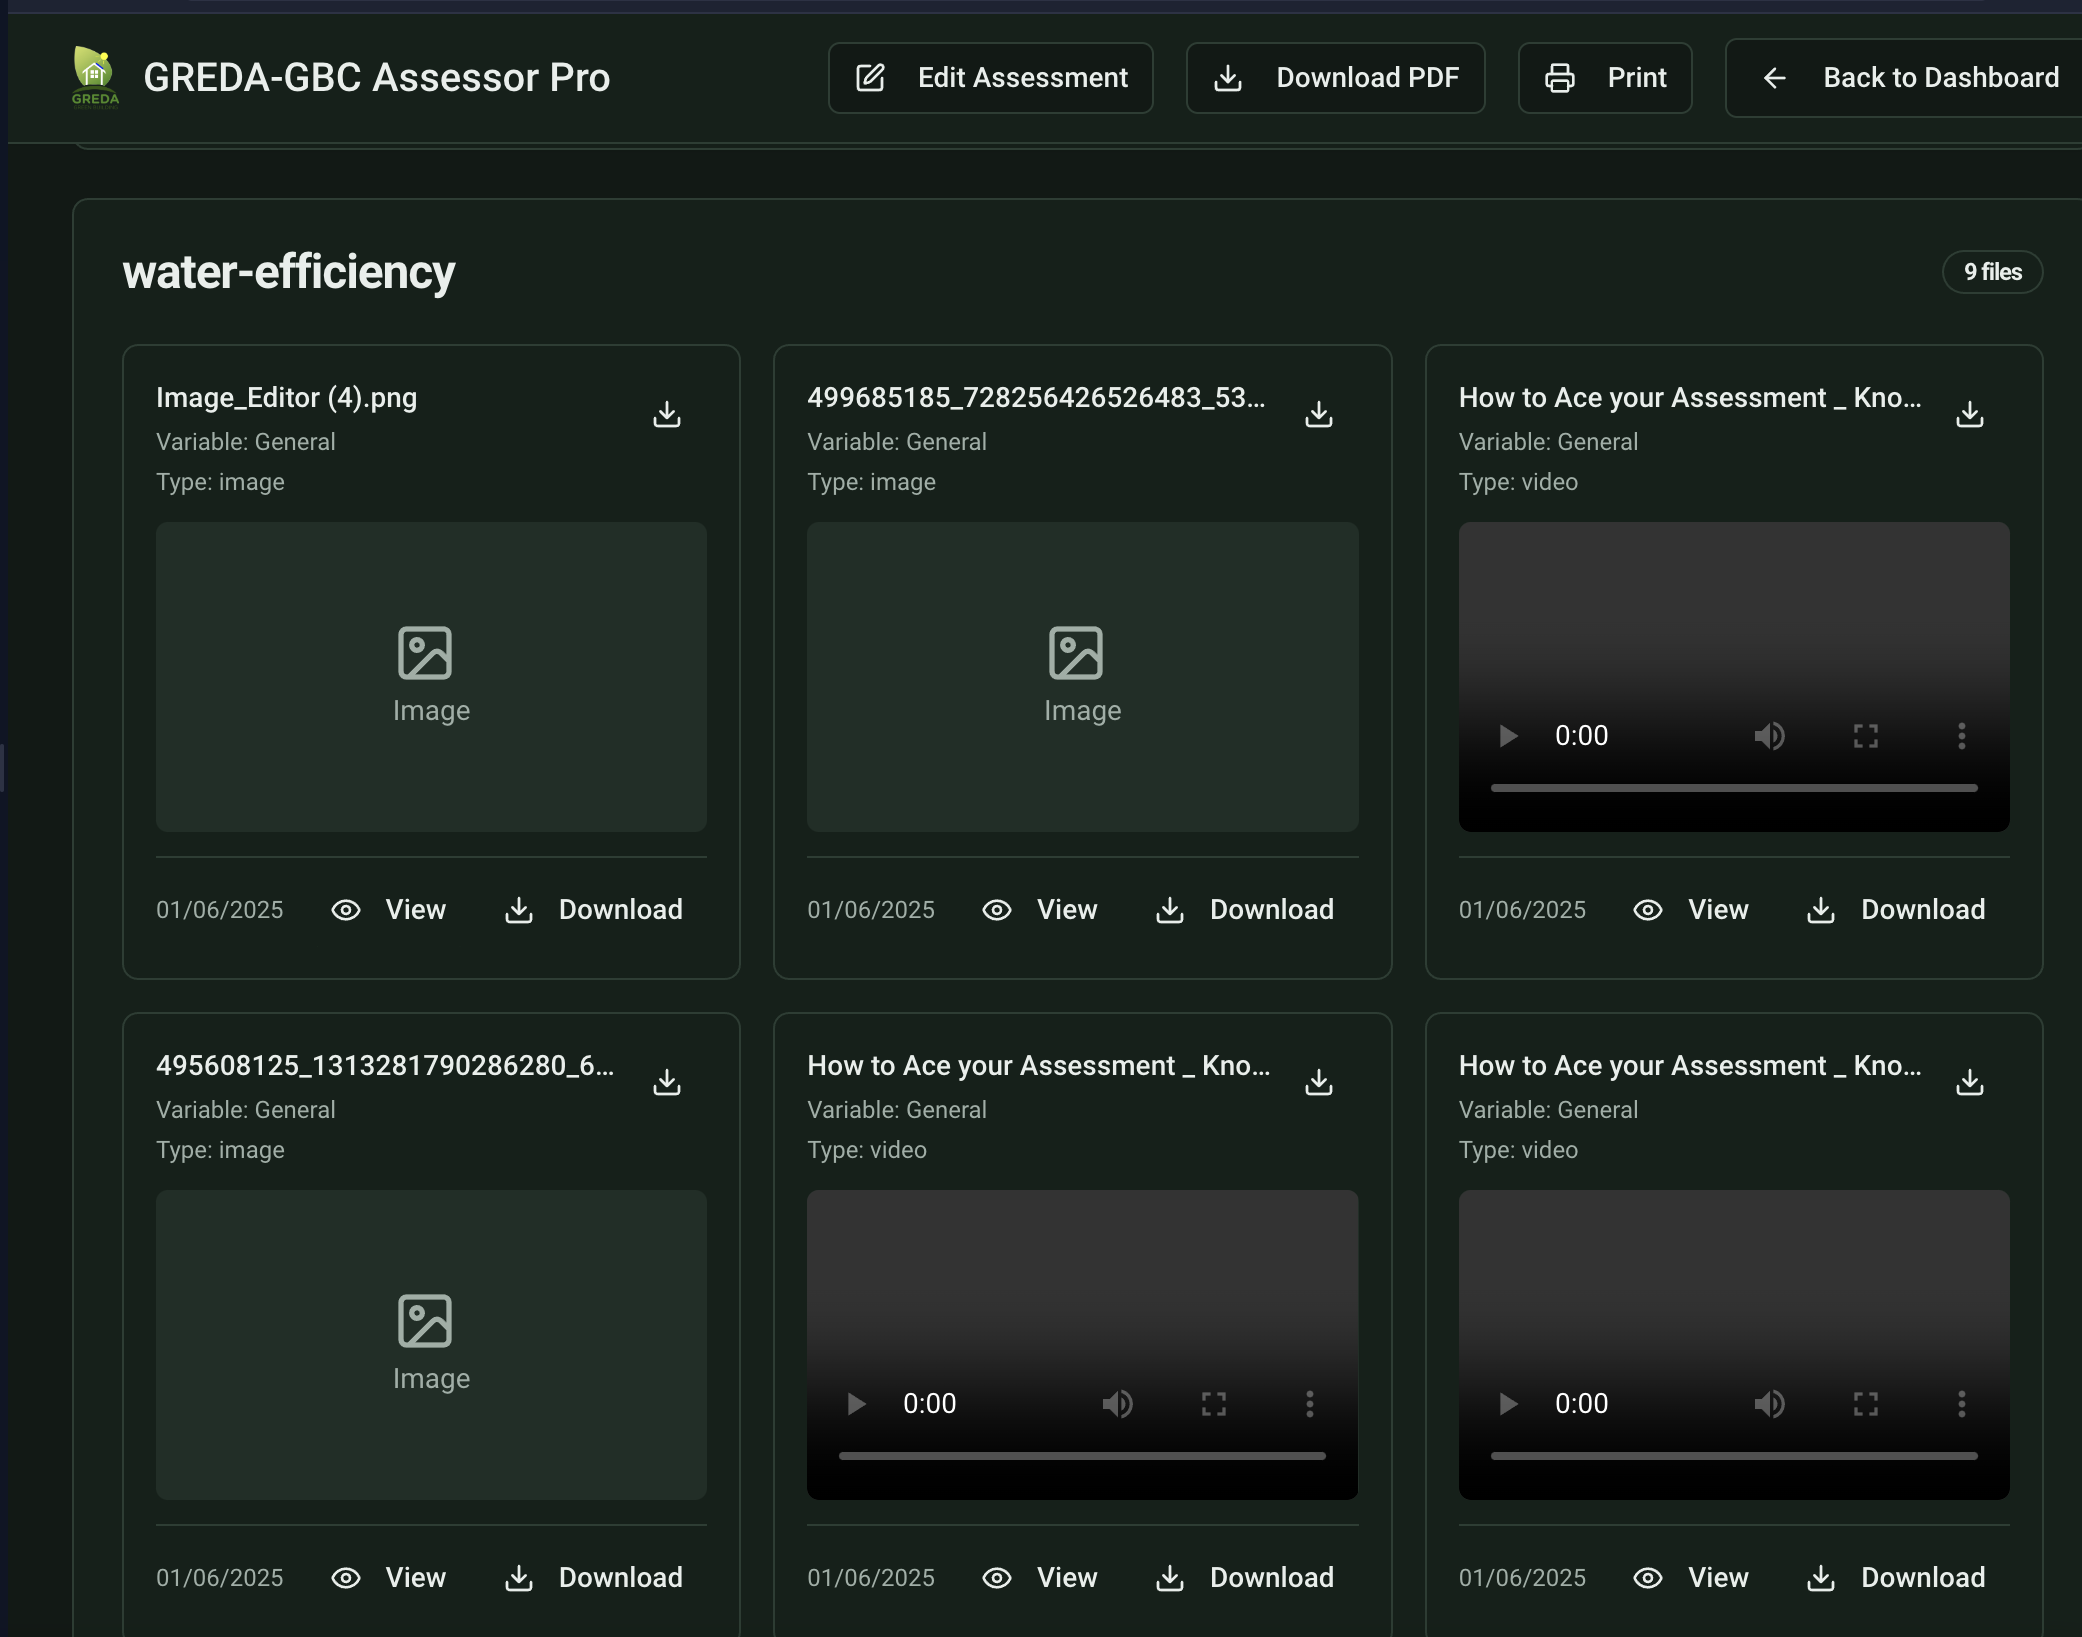 GREDA
GREDA-GBC Assessor Pro
Edit Assessment
Download PDF
Print
Back to Dashboard
water-efficiency
9 files
Image_Editor (4).png
Variable: General
Type: image
Image
01/06/2025
View
Download
499685185_728256426526483_53...
Variable: General
Type: image
Image
01/06/2025
View
Download
How to Ace your Assessment _ Kno...
Variable: General
Type: video
0:00
01/06/2025
View
Download
495608125_1313281790286280_6...
Variable: General
Type: image
Image
01/06/2025
View
Download
How to Ace your Assessment _ Kno...
Variable: General
Type: video
0:00
01/06/2025
View
Download
How to Ace your Assessment _ Kno...
Variable: General
Type: video
0:00
01/06/2025
View
Download